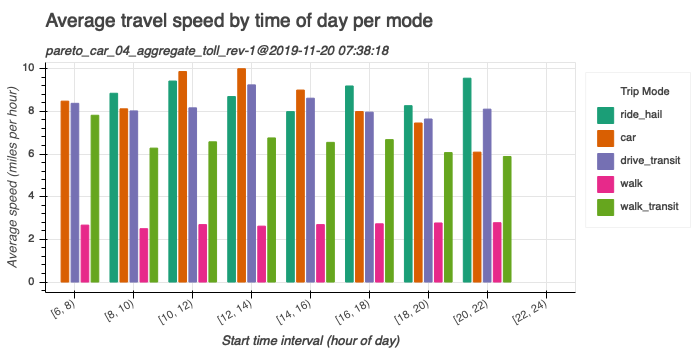 Average travel speed by time of day per mode
pareto_car_04_aggregate_toll_rev-1@2019-11-20 07:38:18
Average speed (miles per hour)
10
8
6
4
2
0
[6, 8)
[8, 10)
[10, 12)
[12, 14)
[14, 16)
[16, 18)
[18, 20)
[20, 22)
[22, 24)
Start time interval (hour of day)
Trip Mode
ride_hail
car
drive_transit
walk
walk_transit